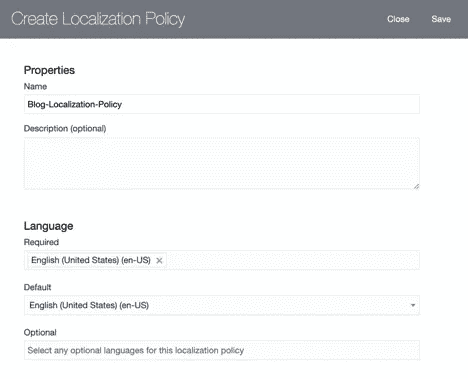 Create Localization Policy Close Save
Properties
Name
Blog-Localization-Policy
Description (optional)
Language
Required
English (United States) (en-US) ×
Default
English (United States) (en-US)
Optional
Select any optional languages for this localization policy